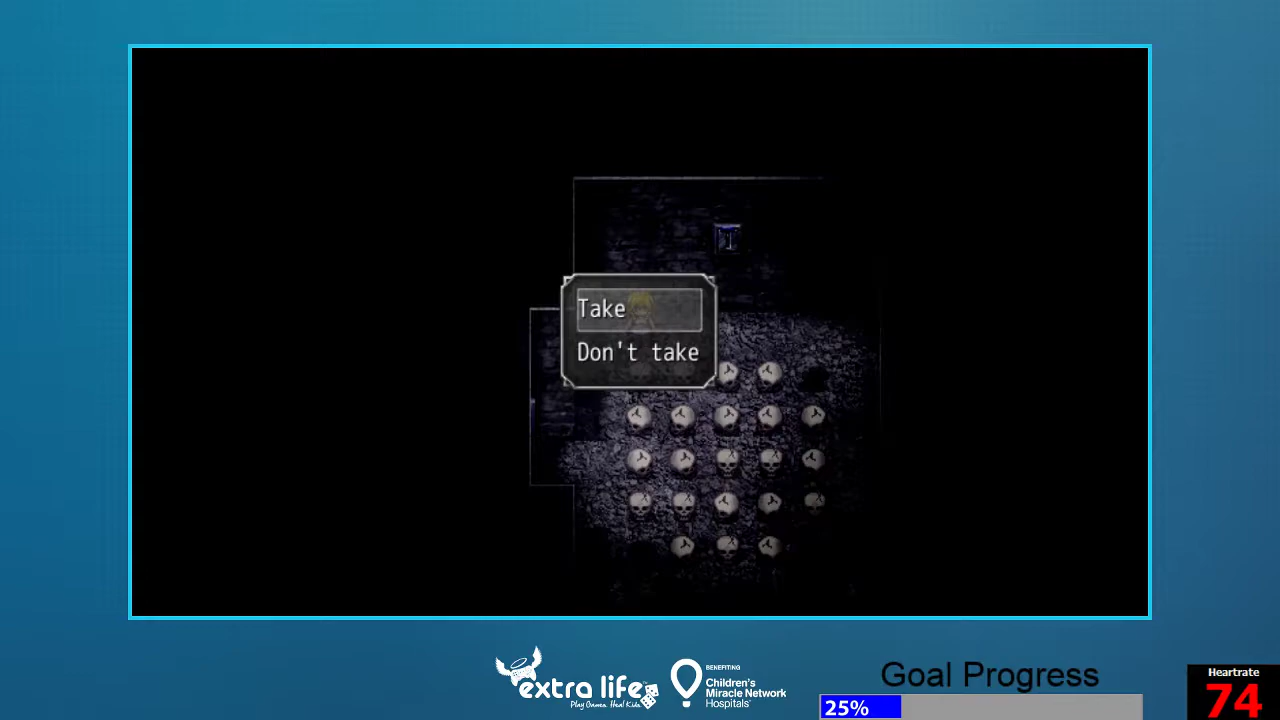 Take
Don't take
extra life
Play Games. Heal Kids.
BENEFITING
Children's
Miracle Network
Hospitals
Goal Progress
25%
Heartrate
74